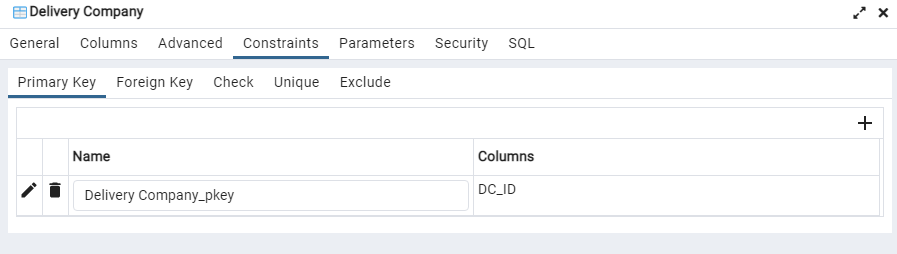 Delivery Company
General Columns Advanced Constraints Parameters Security SQL
Primary Key Foreign Key Check Unique Exclude
Name Columns
Delivery Company_pkey DC_ID